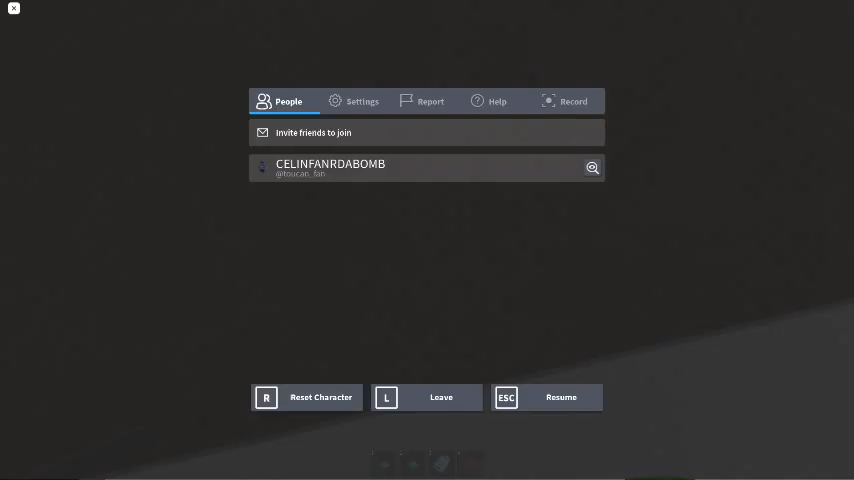 People Settings Report Help Record
Invite friends to join
CELINFANRDABOMB
@toucan_fan
R Reset Character L Leave ESC Resume